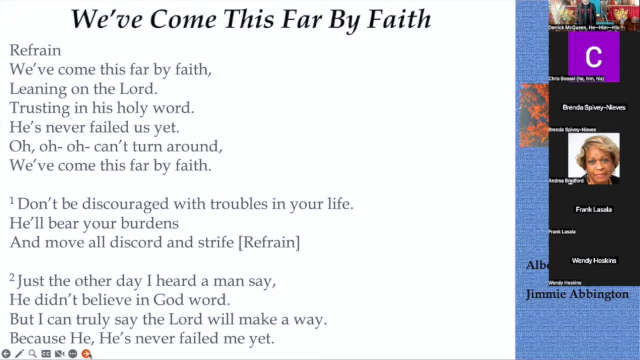 We've Come This Far By Faith
Refrain
We've come this far by faith,
Leaning on the Lord.
Trusting in his holy word.
He's never failed us yet.
Oh, oh- oh- can't turn around,
We've come this far by faith.
1 Don't be discouraged with troubles in your life.
He'll bear your burdens
And move all discord and strife [Refrain]
2 Just the other day I heard a man say,
He didn't believe in God word.
But I can truly say the Lord will make a way.
Because He, He's never failed me yet.
Derrick McQueen, He~Him~His
C
Chris Bossel (he, him, his)
Brenda Spivey-Nieves
Brenda Spivey-Nieves
Andrea Bradford
Frank Lasala
Frank Lasala
Wendy Hoskins
Wendy Hoskins
Albe
Jimmie Abbington